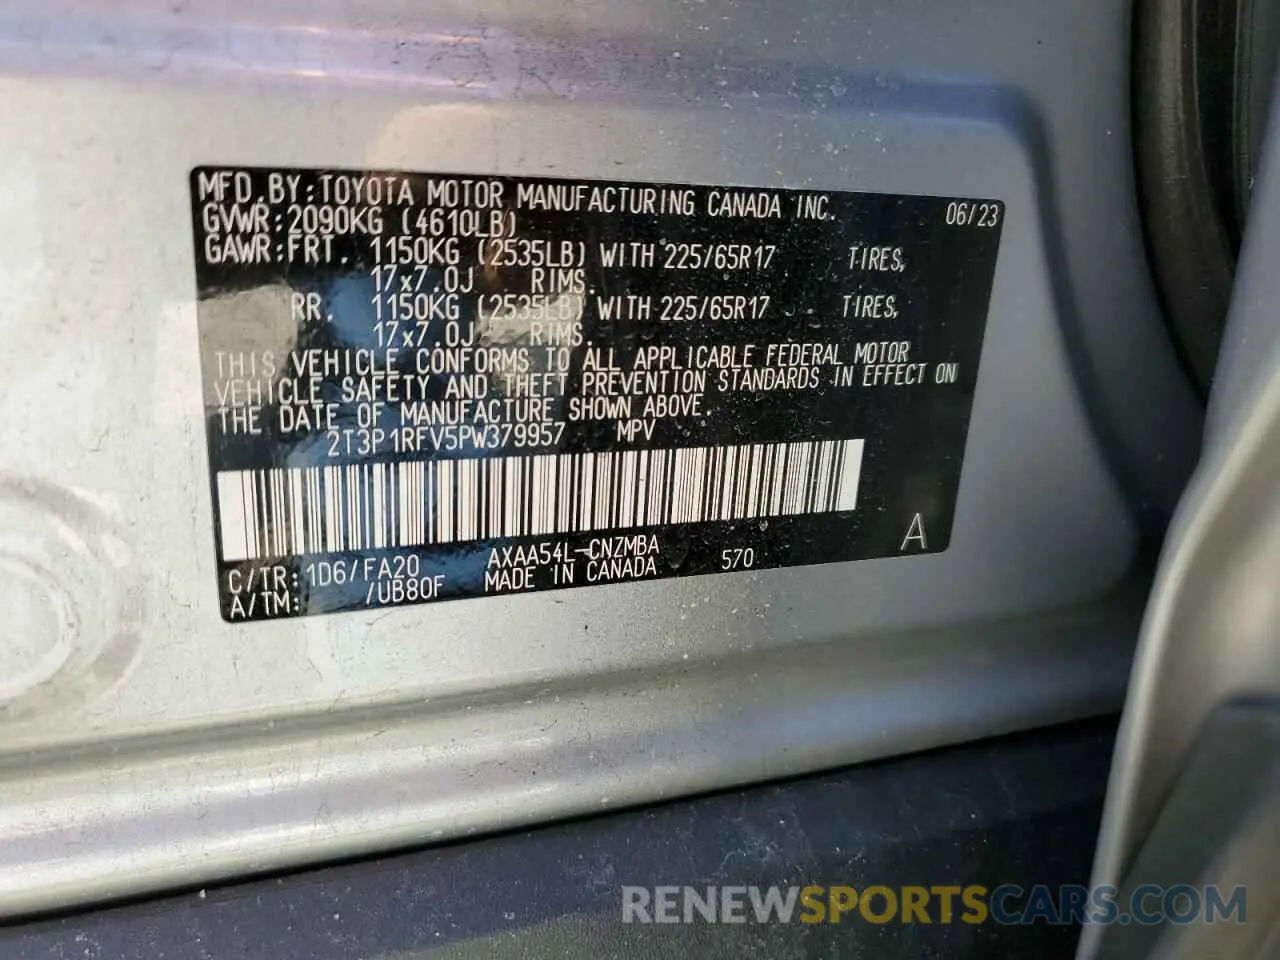 MFD.BY:TOYOTA MOTOR MANUFACTURING CANADA INC. 06/23
GVWR:2090KG (4610LB)
GAWR:FRT. 1150KG (2535LB) WITH 225/65R17 TIRES,
17x7.0J RIMS.
RR. 1150KG (2535LB) WITH 225/65R17 TIRES,
17x7.0J RIMS.
THIS VEHICLE CONFORMS TO ALL APPLICABLE FEDERAL MOTOR
VEHICLE SAFETY AND THEFT PREVENTION STANDARDS IN EFFECT ON
THE DATE OF MANUFACTURE SHOWN ABOVE.
2T3P1RFV5PW379957 MPV
A
C/TR:1D6/FA20 AXAA54L-CNZMBA 570
A/TM: /UB80F MADE IN CANADA
RENEWSPORTSCARS.COM